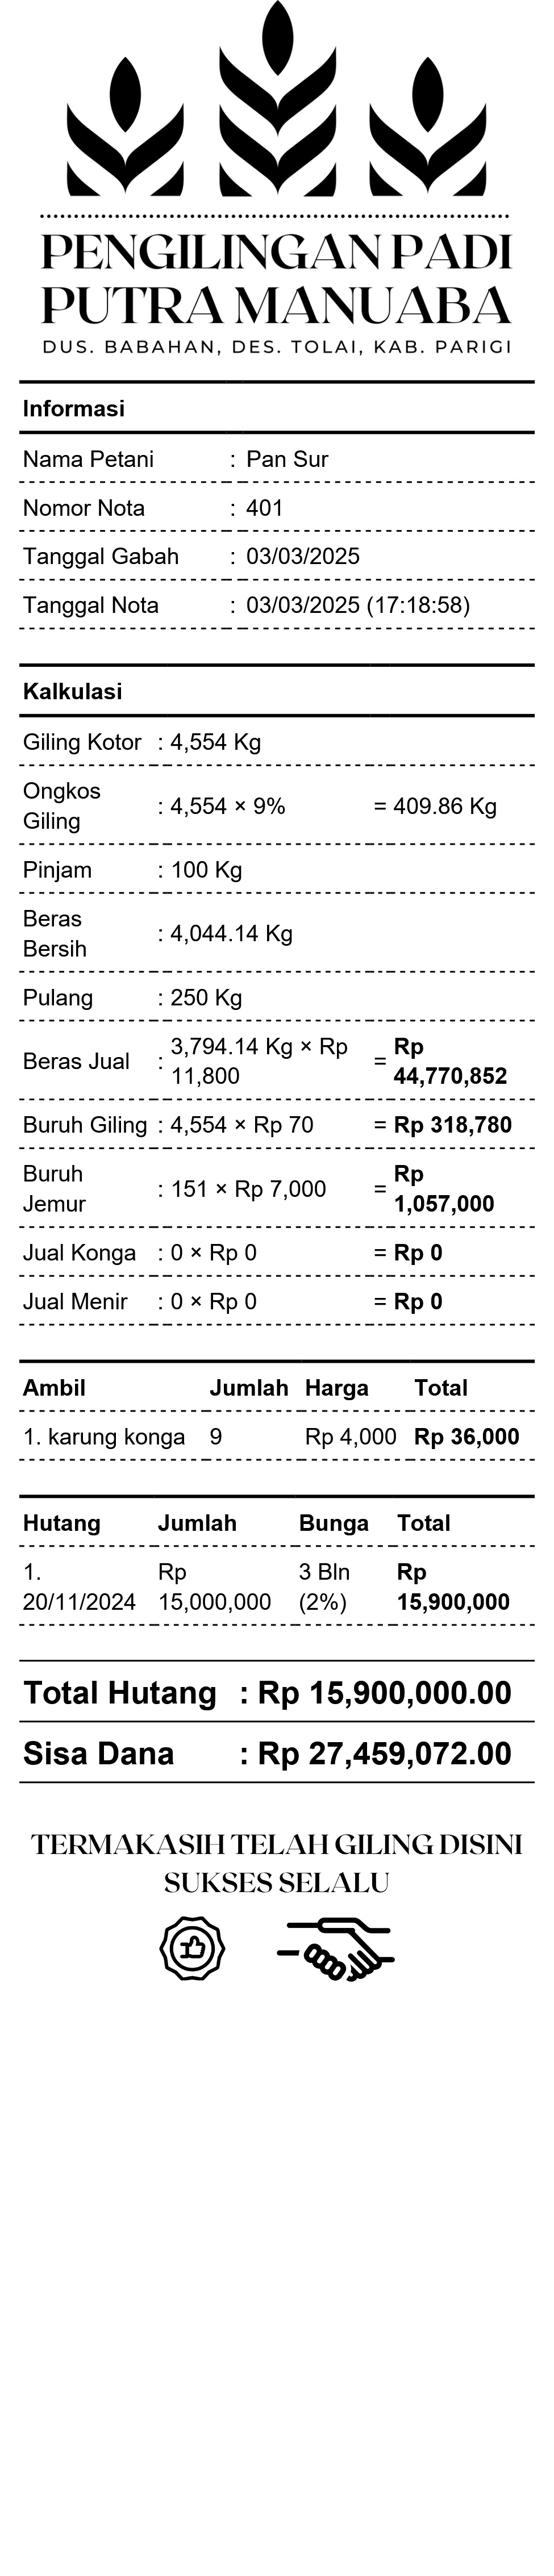 PENGILINGAN PADI
PUTRA MANUABA
DUS. BABAHAN, DES. TOLAI, KAB. PARIGI
Informasi
Nama Petani : Pan Sur
Nomor Nota : 401
Tanggal Gabah : 03/03/2025
Tanggal Nota : 03/03/2025 (17:18:58)
Kalkulasi
Giling Kotor : 4,554 Kg
Ongkos
Giling : 4,554 × 9% = 409.86 Kg
Pinjam : 100 Kg
Beras
Bersih : 4,044.14 Kg
Pulang : 250 Kg
Beras Jual : 3,794.14 Kg × Rp
11,800 = Rp
44,770,852
Buruh Giling : 4,554 × Rp 70 = Rp 318,780
Buruh
Jemur : 151 × Rp 7,000 = Rp
1,057,000
Jual Konga : 0 × Rp 0 = Rp 0
Jual Menir : 0 × Rp 0 = Rp 0
Ambil Jumlah Harga Total
1. karung konga 9 Rp 4,000 Rp 36,000
Hutang Jumlah Bunga Total
1. Rp 3 Bln Rp
20/11/2024 15,000,000 (2%) 15,900,000
Total Hutang : Rp 15,900,000.00
Sisa Dana : Rp 27,459,072.00
TERMAKASIH TELAH GILING DISINI
SUKSES SELALU